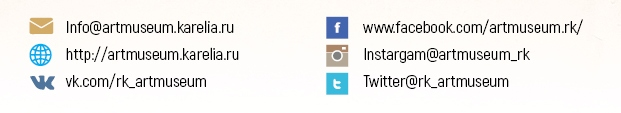 Info@artmuseum.karelia.ru
http://artmuseum.karelia.ru
vk.com/rk_artmuseum
www.facebook.com/artmuseum.rk/
Instargam@artmuseum_rk
Twitter@rk_artmuseum